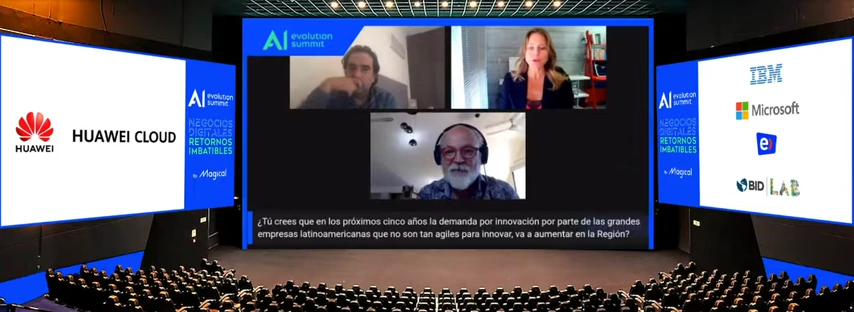 HUAWEI
HUAWEI CLOUD
AI evolution
summit
NEGOCIOS
DIGITALES
RETORNOS
IMBATIBLES
By Magical
AI evolution
summit
¿Tú crees que en los próximos cinco años la demanda por innovación por parte de las grandes
empresas latinoamericanas que no son tan agiles para innovar, va a aumentar en la Región?
AI evolution
summit
NEGOCIOS
DIGITALES
RETORNOS
IMBATIBLES
by Magical
IBM
Microsoft
e)
BID LAB